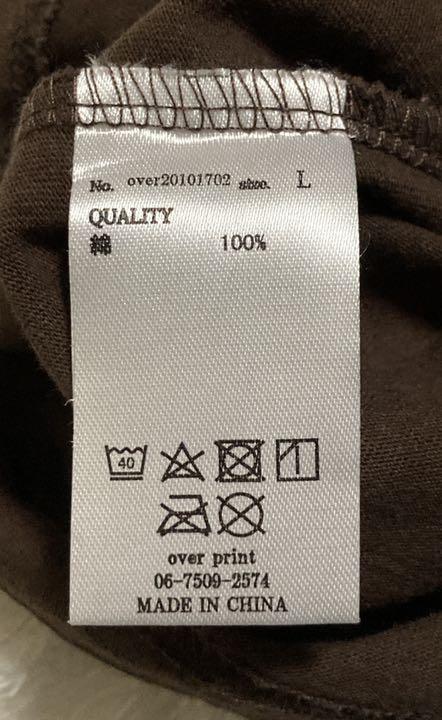 No. over20101702 size. L
QUALITY
綿 100%
40
over print
06-7509-2574
MADE IN CHINA